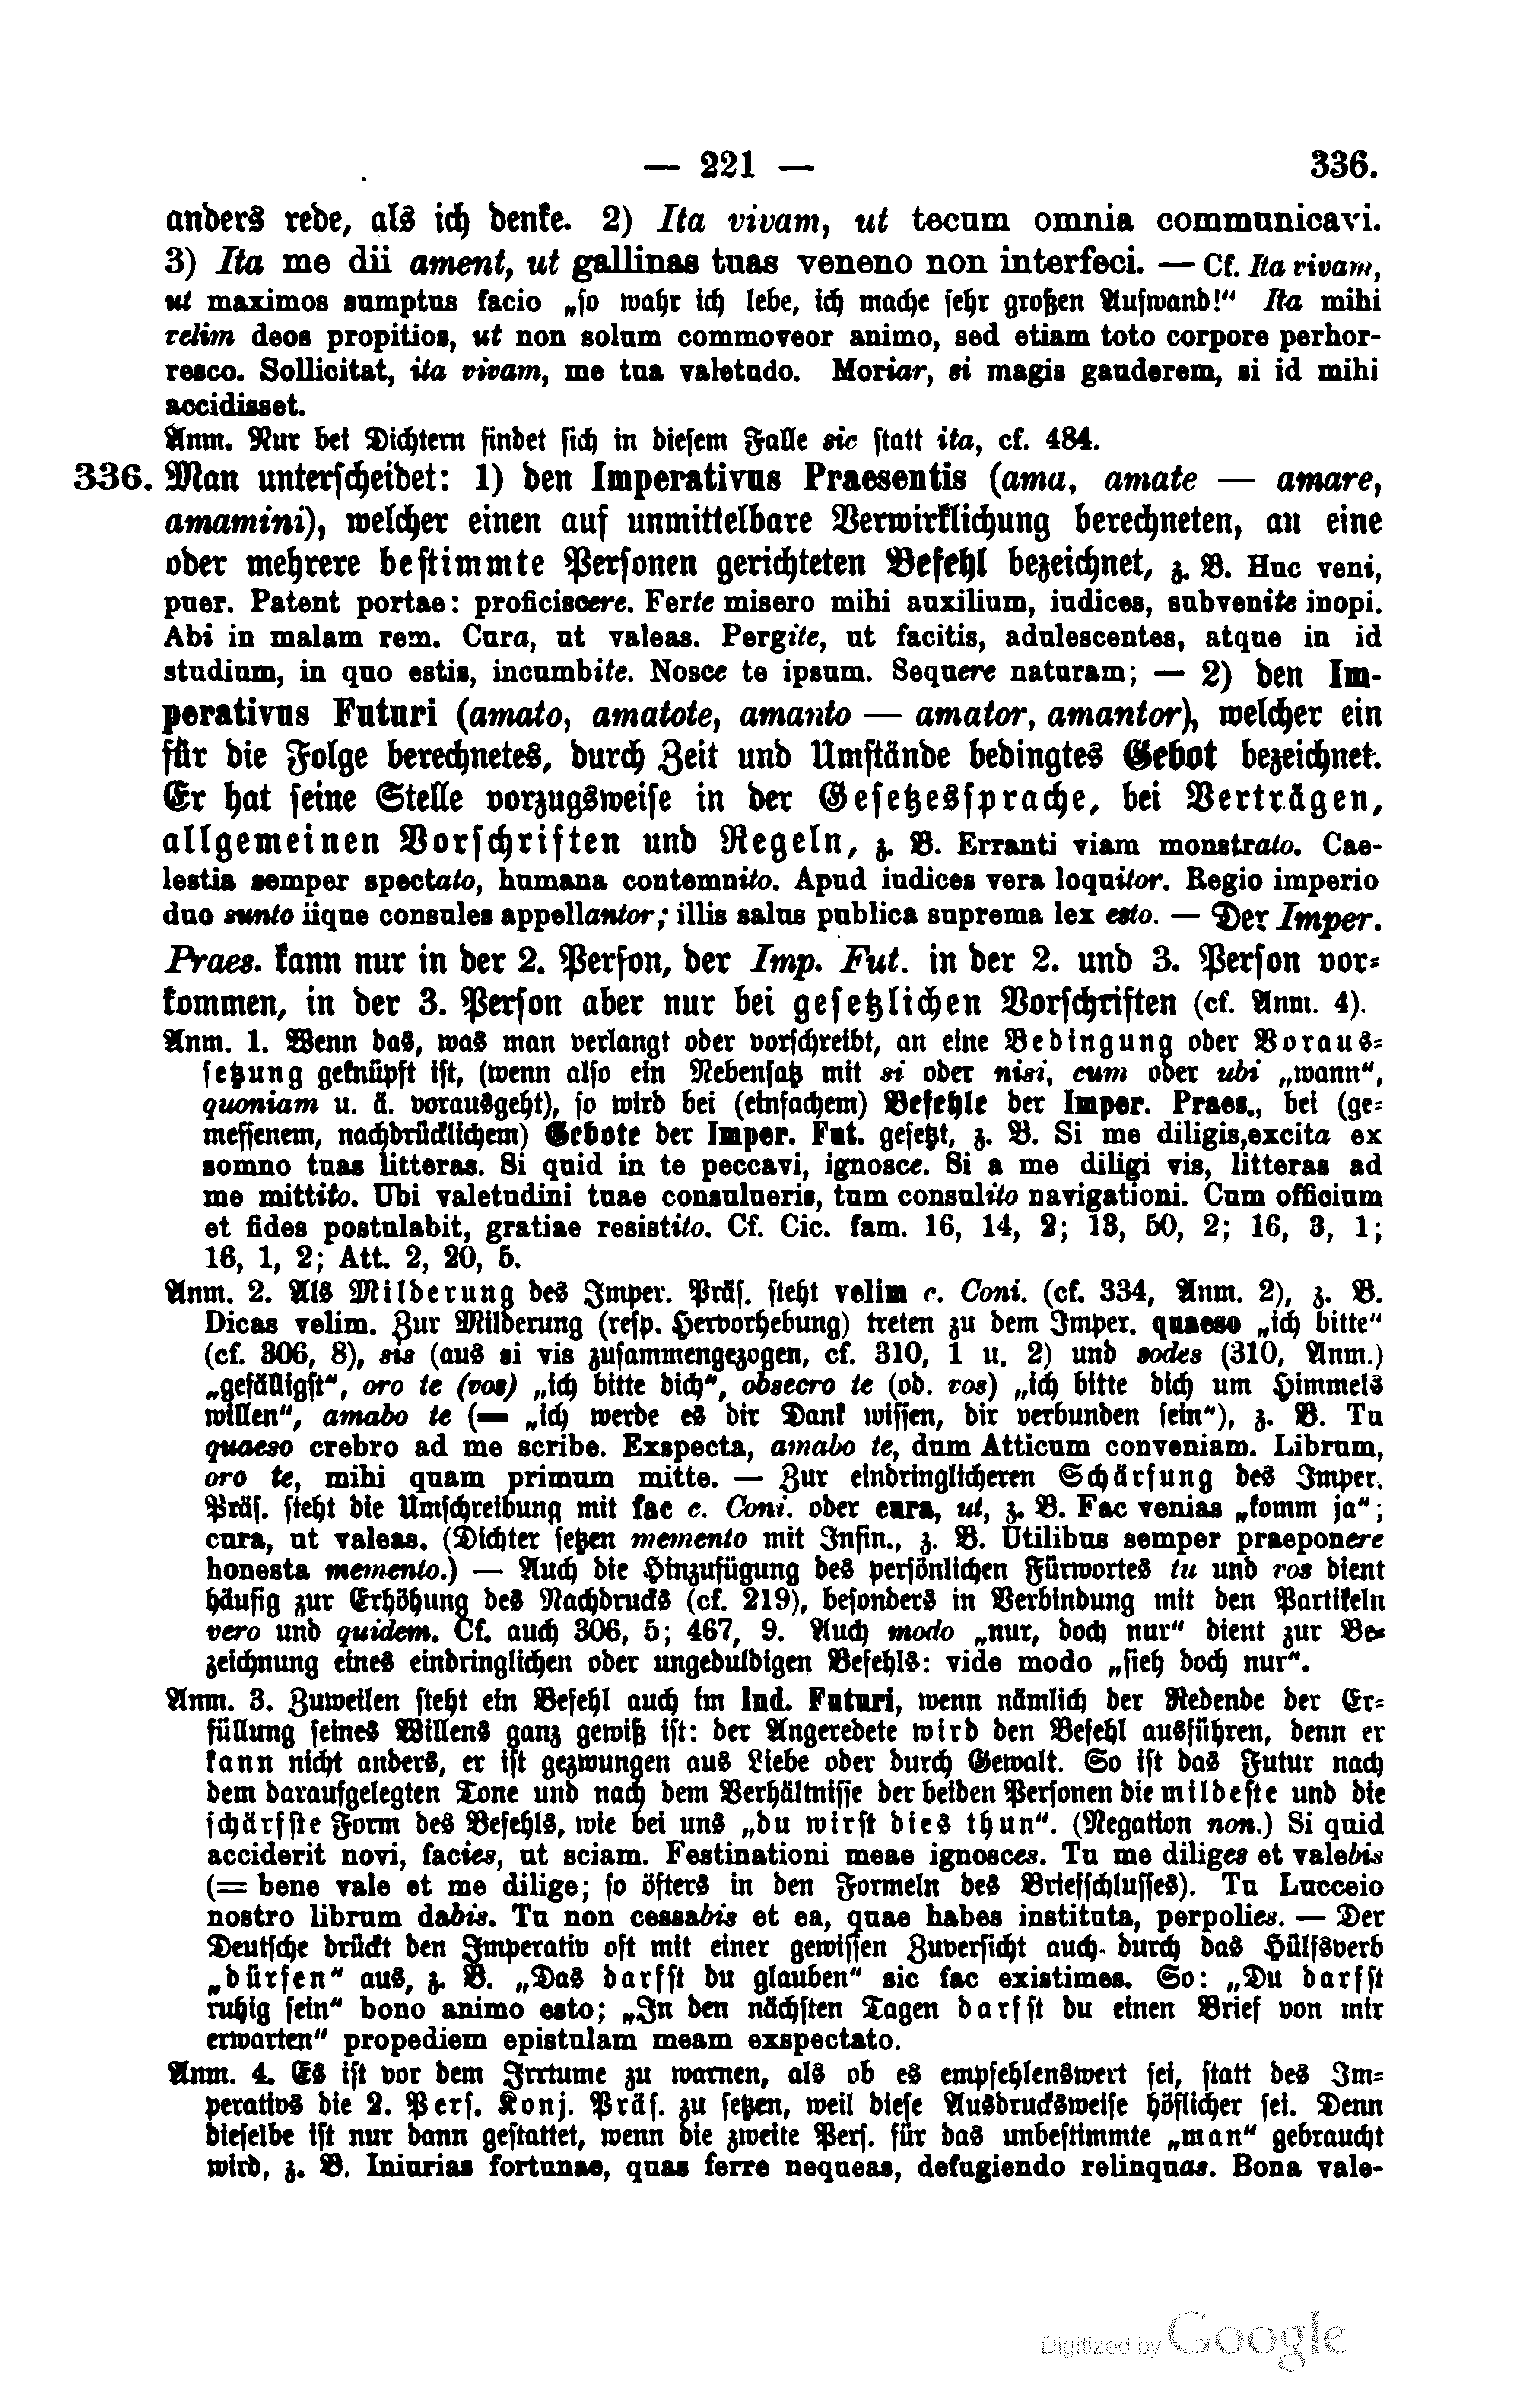 — 221 — 336.
anders rede, als ich denke. 2) Ita vivam, ut tecum omnia communicavi.
3) Ita me dii ament, ut gallinas tuas veneno non interfeci. — Cf. Ita vivam,
ut maximos sumptus facio „so wahr ich lebe, ich mache sehr großen Aufwand!“ Ita mihi
velim deos propitios, ut non solum commoveor animo, sed etiam toto corpore perhor-
resco. Sollicitat, ita vivam, me tua valetudo. Moriar, si magis gauderem, si id mihi
accidisset.
Anm. Nur bei Dichtern findet sich in diesem Falle sic statt ita, cf. 484.
336. Man unterscheidet: 1) den Imperativus Praesentis (ama, amate — amare,
amamini), welcher einen auf unmittelbare Verwirklichung berechneten, an eine
oder mehrere bestimmte Personen gerichteten Befehl bezeichnet, z. B. Huc veni,
puer. Patent portae: proficiscere. Ferte misero mihi auxilium, iudices, subvenite inopi.
Abi in malam rem. Cura, ut valeas. Pergite, ut facitis, adulescentes, atque in id
studium, in quo estis, incumbite. Nosce te ipsum. Sequere naturam; — 2) den Im-
perativus Futuri (amato, amatote, amanto — amator, amantor), welcher ein
für die Folge berechnetes, durch Zeit und Umstände bedingtes Gebot bezeichnet.
Er hat seine Stelle vorzugsweise in der Gesetzessprache, bei Verträgen,
allgemeinen Vorschriften und Regeln, z. B. Erranti viam monstrato. Cae-
lestia semper spectato, humana contemnito. Apud iudices vera loquitor. Regio imperio
duo sunto iique consules appellantor; illis salus publica suprema lex esto. — Der Imper.
Praes. kann nur in der 2. Person, der Imp. Fut. in der 2. und 3. Person vor-
kommen, in der 3. Person aber nur bei gesetzlichen Vorschriften (cf. Anm. 4).
Anm. 1. Wenn das, was man verlangt oder vorschreibt, an eine Bedingung oder Voraus-
setzung geknüpft ist, (wenn also ein Nebensatz mit si oder nisi, cum oder ubi „wann“,
quoniam u. ä. vorausgeht), so wird bei (einfachem) Befehle der Imper. Praes., bei (ge-
messenem, nachdrücklichem) Gebote der Imper. Fut. gesetzt, z. B. Si me diligis,excita ex
somno tuas litteras. Si quid in te peccavi, ignosce. Si a me diligi vis, litteras ad
me mittito. Ubi valetudini tuae consulueris, tum consulito navigationi. Cum officium
et fides postulabit, gratiae resistito. Cf. Cic. fam. 16, 14, 2; 13, 50, 2; 16, 3, 1;
16, 1, 2; Att. 2, 20, 5.
Anm. 2. Als Milderung des Imper. Präs. steht velim c. Coni. (cf. 334, Anm. 2), z. B.
Dicas velim. Zur Milderung (resp. Hervorhebung) treten zu dem Imper. quaeso „ich bitte“
(cf. 306, 8), sis (aus si vis zusammengezogen, cf. 310, 1 u. 2) und sodes (310, Anm.)
„gefälligst“, oro te (vos) „ich bitte dich“, obsecro te (od. vos) „ich bitte dich um Himmels
willen“, amabo te (= „ich werde es dir Dank wissen, dir verbunden sein“), z. B. Tu
quaeso crebro ad me scribe. Exspecta, amabo te, dum Atticum conveniam. Librum,
oro te, mihi quam primum mitte. — Zur eindringlicheren Schärfung des Imper.
Präs. steht die Umschreibung mit fac c. Coni. oder cura, ut, z. B. Fac venias „komm ja“;
cura, ut valeas. (Dichter setzen memento mit Infin., z. B. Utilibus semper praeponere
honesta memento.) — Auch die Hinzufügung des persönlichen Fürwortes tu und vos dient
häufig zur Erhöhung des Nachdrucks (cf. 219), besonders in Verbindung mit den Partikeln
vero und quidem. Cf. auch 306, 5; 467, 9. Auch modo „nur, doch nur“ dient zur Be-
zeichnung eines eindringlichen oder ungeduldigen Befehls: vide modo „sieh doch nur“.
Anm. 3. Zuweilen steht ein Befehl auch im Ind. Futuri, wenn nämlich der Redende der Er-
füllung seines Willens ganz gewiß ist: der Angeredete wird den Befehl ausführen, denn er
kann nicht anders, er ist gezwungen aus Liebe oder durch Gewalt. So ist das Futur nach
dem daraufgelegten Tone und nach dem Verhältnisse der beiden Personen die mildeste und die
schärfste Form des Befehls, wie bei uns „du wirst dies thun“. (Negation non.) Si quid
acciderit novi, facies, ut sciam. Festinationi meae ignosces. Tu me diliges et valebis
(= bene vale et me dilige; so öfters in den Formeln des Briefschlusses). Tu Lucceio
nostro librum dabis. Tu non cessabis et ea, quae habes instituta, perpolies. — Der
Deutsche drückt den Imperativ oft mit einer gewissen Zuversicht auch durch das Hülfsverb
„dürfen“ aus, z. B. „Das darfst du glauben“ sic fac existimes. So: „Du darfst
ruhig sein“ bono animo esto; „In den nächsten Tagen darfst du einen Brief von mir
erwarten“ propediem epistulam meam exspectato.
Anm. 4. Es ist vor dem Irrtume zu warnen, als ob es empfehlenswert sei, statt des Im-
perativs die 2. Pers. Konj. Präs. zu setzen, weil diese Ausdrucksweise höflicher sei. Denn
dieselbe ist nur dann gestattet, wenn die zweite Pers. für das unbestimmte „man“ gebraucht
wird, z. B. Iniurias fortunae, quas ferre nequeas, defugiendo relinquas. Bona vale-
Digitized by Google